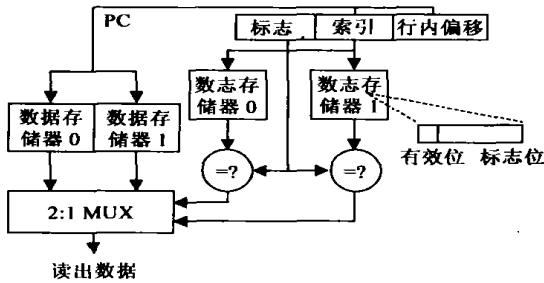 PC
标志 索引 行内偏移
数志存储器0
数志存储器1
数据存储器0
数据存储器1
=?
=?
有效位 标志位
2:1 MUX
读出数据